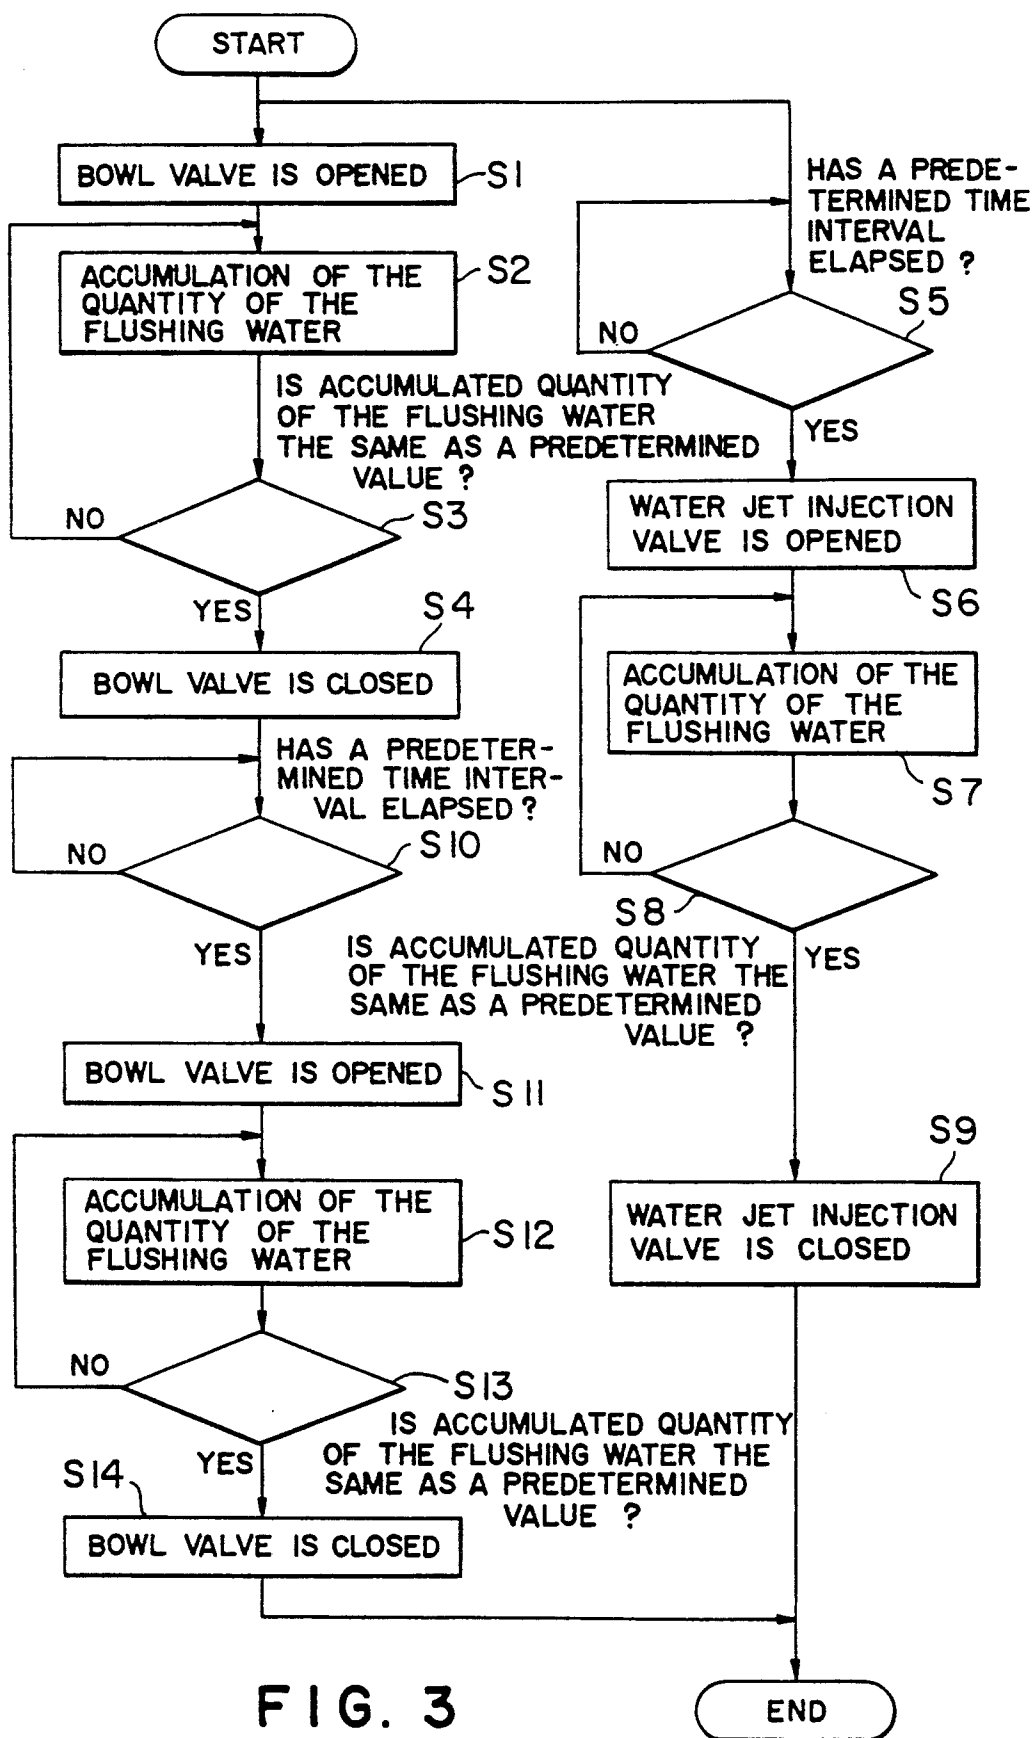 START
BOWL VALVE IS OPENED
S1
ACCUMULATION OF THE
QUANTITY OF THE
FLUSHING WATER
S2
IS ACCUMULATED QUANTITY
OF THE FLUSHING WATER
THE SAME AS A PREDETERMINED
VALUE ?
NO
S3
YES
S4
BOWL VALVE IS CLOSED
HAS A PREDETER-
MINED TIME INTER-
VAL ELAPSED ?
NO
S10
YES
BOWL VALVE IS OPENED
S11
ACCUMULATION OF THE
QUANTITY OF THE
FLUSHING WATER
S12
NO
S13
IS ACCUMULATED QUANTITY
OF THE FLUSHING WATER THE
SAME AS A PREDETERMINED
VALUE ?
YES
S14
BOWL VALVE IS CLOSED
HAS A PREDE-
TERMINED TIME
INTERVAL
ELAPSED ?
S5
NO
YES
WATER JET INJECTION
VALVE IS OPENED
S6
ACCUMULATION OF THE
QUANTITY OF THE
FLUSHING WATER
S7
NO
S8
IS ACCUMULATED QUANTITY
OF THE FLUSHING WATER THE
SAME AS A PREDETERMINED
VALUE ?
YES
S9
WATER JET INJECTION
VALVE IS CLOSED
END
FIG. 3